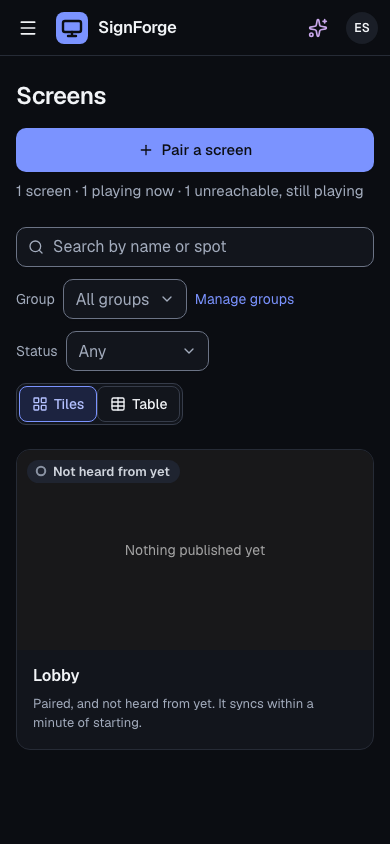 SignForge
ES
Screens
Pair a screen
1 screen · 1 playing now · 1 unreachable, still playing
Search by name or spot
Group
All groups
Manage groups
Status
Any
Tiles
Table
Not heard from yet
Nothing published yet
Lobby
Paired, and not heard from yet. It syncs within a
minute of starting.